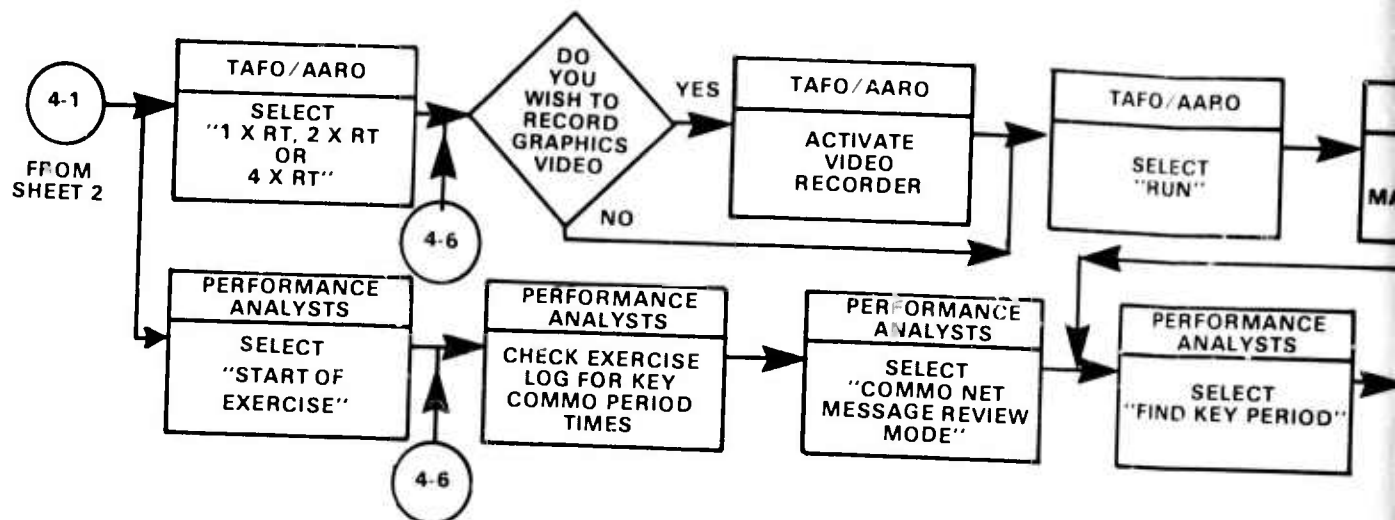 4-1
FROM
SHEET 2
TAFO/AARO
SELECT
"1 X RT, 2 X RT
OR
4 X RT"
4-6
DO
YOU
WISH TO
RECORD
GRAPHICS
VIDEO
YES
NO
TAFO/AARO
ACTIVATE
VIDEO
RECORDER
TAFO/AARO
SELECT
"RUN"
PERFORMANCE
ANALYSTS
SELECT
"START OF
EXERCISE"
4-6
PERFORMANCE
ANALYSTS
CHECK EXERCISE
LOG FOR KEY
COMMO PERIOD
TIMES
PERFORMANCE
ANALYSTS
SELECT
"COMMO NET
MESSAGE REVIEW
MODE"
PERFORMANCE
ANALYSTS
SELECT
"FIND KEY PERIOD"